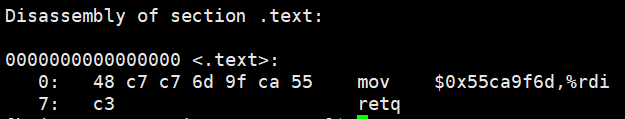 Disassembly of section .text:
0000000000000000 <.text>:
0: 48 c7 c7 6d 9f ca 55 mov $0x55ca9f6d,%rdi
7: c3 retq